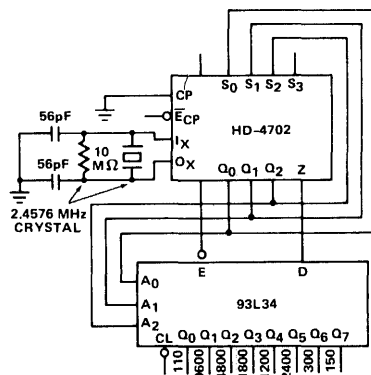 S0 S1 S2 S3
CP
56pF
ECP
HD-4702
IX
10
MΩ
56pF
OX
Q0 Q1 Q2 Z
2.4576 MHz
CRYSTAL
E D
A0
A1
93L34
A2
CL Q0 Q1 Q2 Q3 Q4 Q5 Q6 Q7
110 9600 4800 1800 1200 2400 300 150